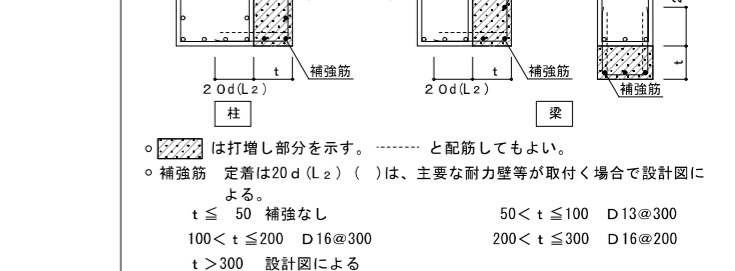 t 補強筋 t 補強筋 t
20d(L2) 20d(L2) 補強筋
柱 梁
○ は打増し部分を示す。 ------- と配筋してもよい。
○ 補強筋 定着は20d(L2)( )は、主要な耐力壁等が取付く場合で設計図に
よる。
t≦ 50 補強なし 50<t≦100 D13@300
100<t≦200 D16@300 200<t≦300 D16@200
t>300 設計図による